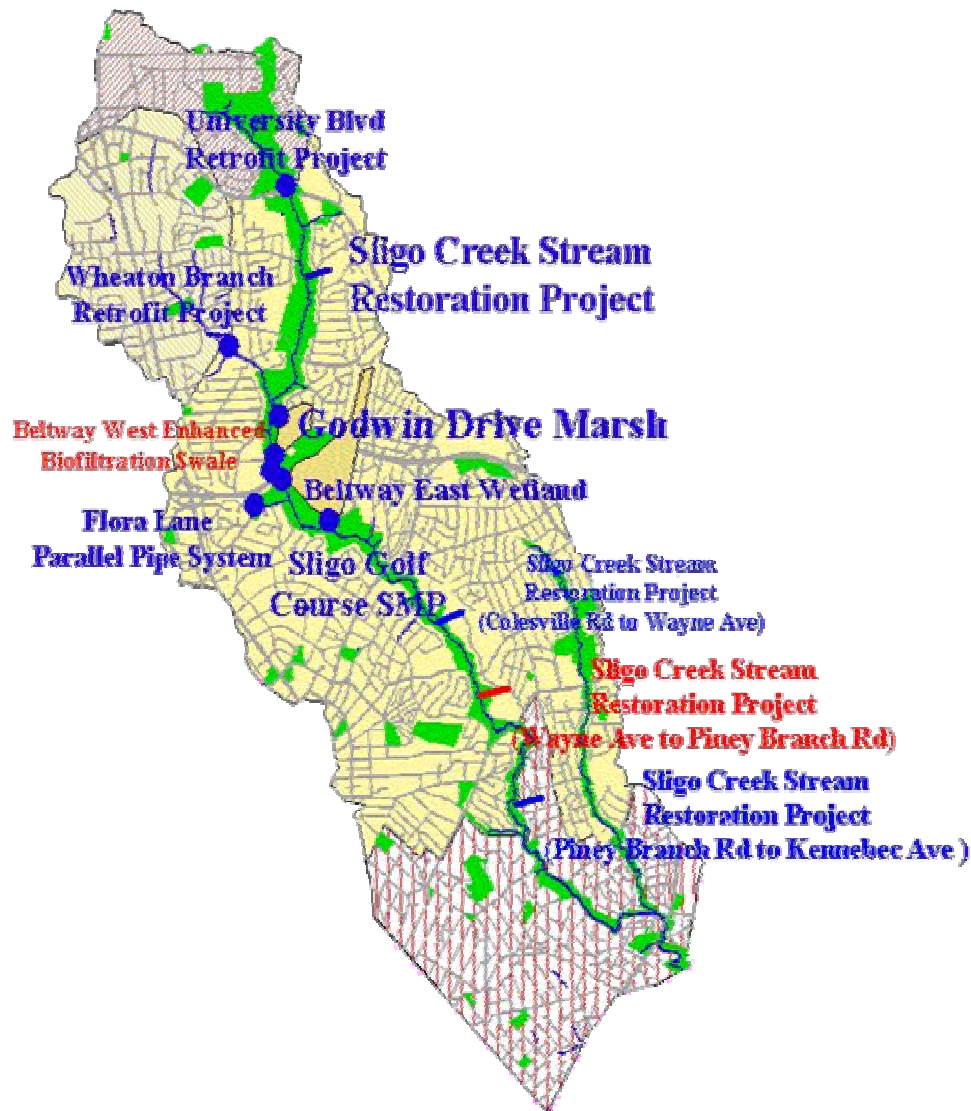 University Blvd
Retrofit Project
Sligo Creek Stream
Restoration Project
Wheaton Branch
Retrofit Project
Godwin Drive Marsh
Beltway West Enhanced
Biofiltration Swale
Beltway East Wetland
Flora Lane
Parallel Pipe System
Sligo Golf
Course SMP
Sligo Creek Stream
Restoration Project
(Colesville Rd to Wayne Ave)
Sligo Creek Stream
Restoration Project
(Wayne Ave to Piney Branch Rd)
Sligo Creek Stream
Restoration Project
(Piney Branch Rd to Kennebec Ave )